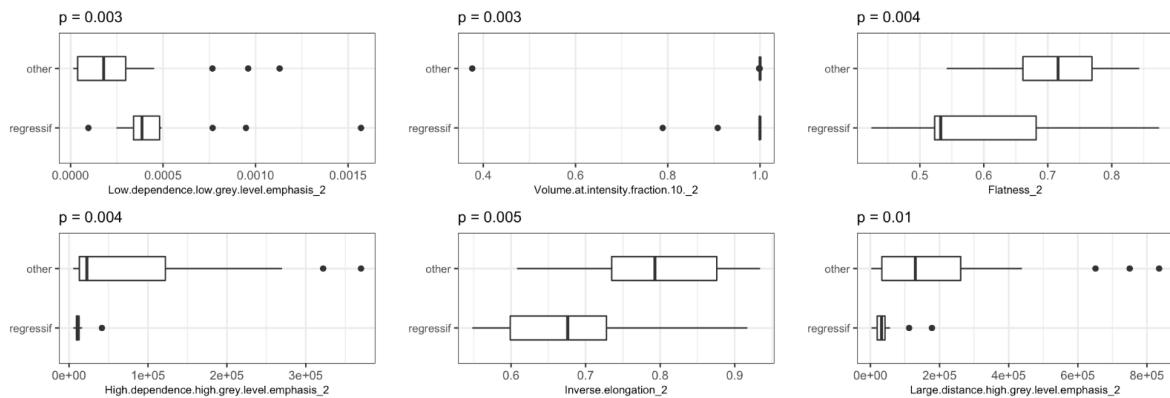 p = 0.003
other
regressif
0.0000 0.0005 0.0010 0.0015
Low.dependence.low.grey.level.emphasis_2
p = 0.003
other
regressif
0.4 0.6 0.8 1.0
Volume.at.intensity.fraction.10._2
p = 0.004
other
regressif
0.5 0.6 0.7 0.8
Flatness_2
p = 0.004
other
regressif
0e+00 1e+05 2e+05 3e+05
High.dependence.high.grey.level.emphasis_2
p = 0.005
other
regressif
0.6 0.7 0.8 0.9
Inverse.elongation_2
p = 0.01
other
regressif
0e+00 2e+05 4e+05 6e+05 8e+05
Large.distance.high.grey.level.emphasis_2